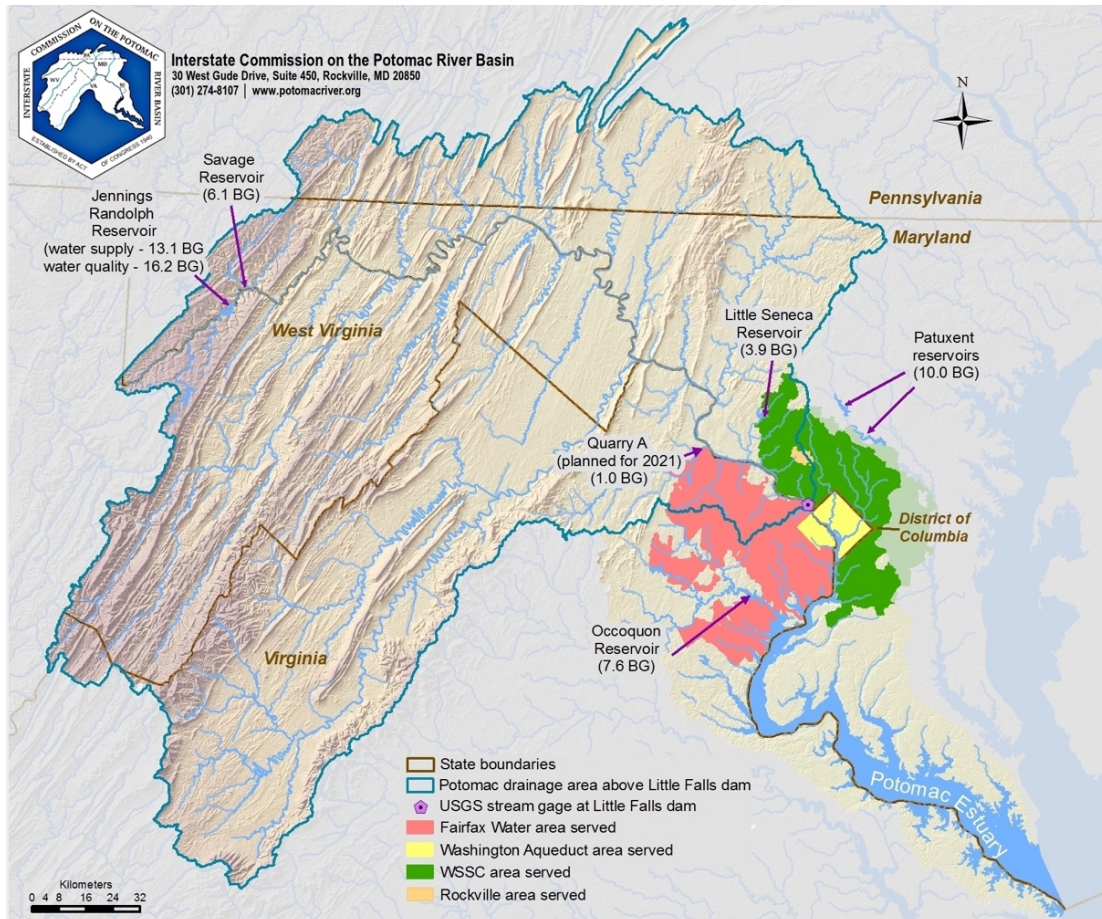 INTERSTATE COMMISSION ON THE POTOMAC RIVER BASIN
PA
MD
WV
DC
VA
ESTABLISHED BY ACT OF CONGRESS 1940
Interstate Commission on the Potomac River Basin
30 West Gude Drive, Suite 450, Rockville, MD 20850
(301) 274-8107 | www.potomacriver.org
N
Savage
Reservoir
(6.1 BG)
Jennings
Randolph
Reservoir
(water supply - 13.1 BG
water quality - 16.2 BG)
Pennsylvania
Maryland
West Virginia
Little Seneca
Reservoir
(3.9 BG)
Patuxent
reservoirs
(10.0 BG)
Quarry A
(planned for 2021)
(1.0 BG)
District of
Columbia
Occoquon
Reservoir
(7.6 BG)
Virginia
Potomac Estuary
State boundaries
Potomac drainage area above Little Falls dam
USGS stream gage at Little Falls dam
Fairfax Water area served
Washington Aqueduct area served
WSSC area served
Rockville area served
Kilometers
0 4 8 16 24 32